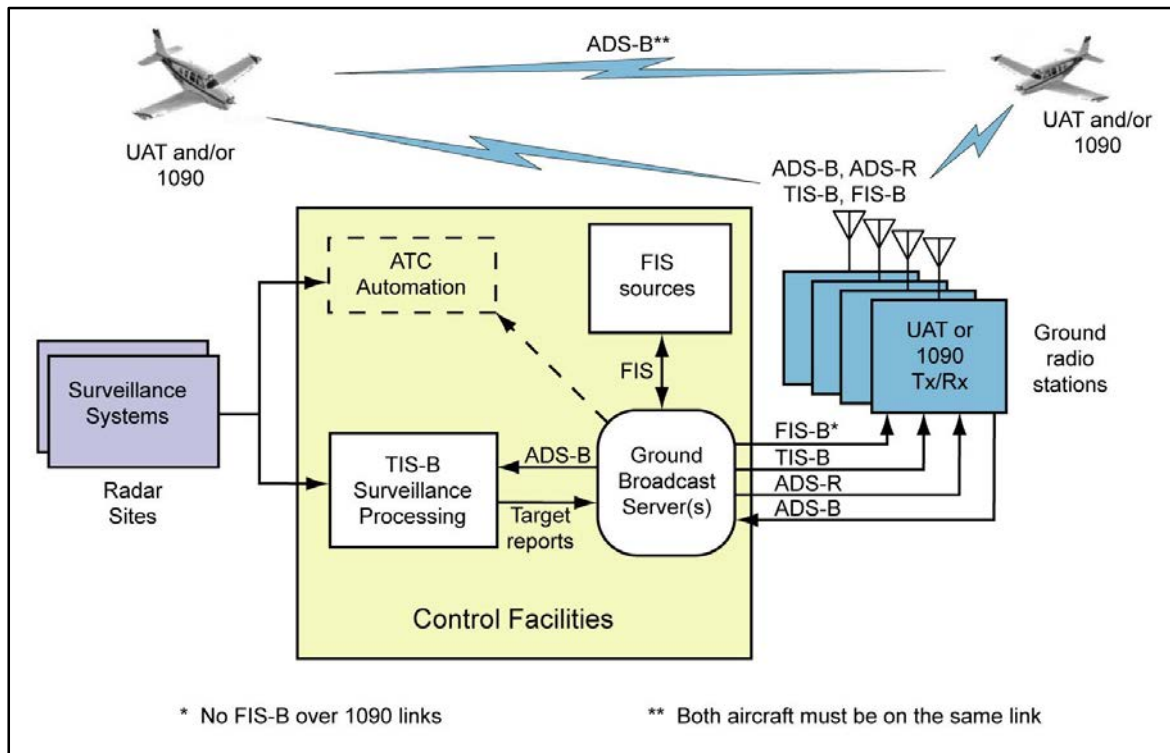 ADS-B**
UAT and/or
1090
UAT and/or
1090
ADS-B, ADS-R
TIS-B, FIS-B
ATC
Automation
FIS
sources
UAT or
1090
Tx/Rx
Ground
radio
stations
Surveillance
Systems
Radar
Sites
FIS
TIS-B
Surveillance
Processing
ADS-B
Target
reports
Ground
Broadcast
Server(s)
FIS-B*
TIS-B
ADS-R
ADS-B
Control Facilities
* No FIS-B over 1090 links
** Both aircraft must be on the same link